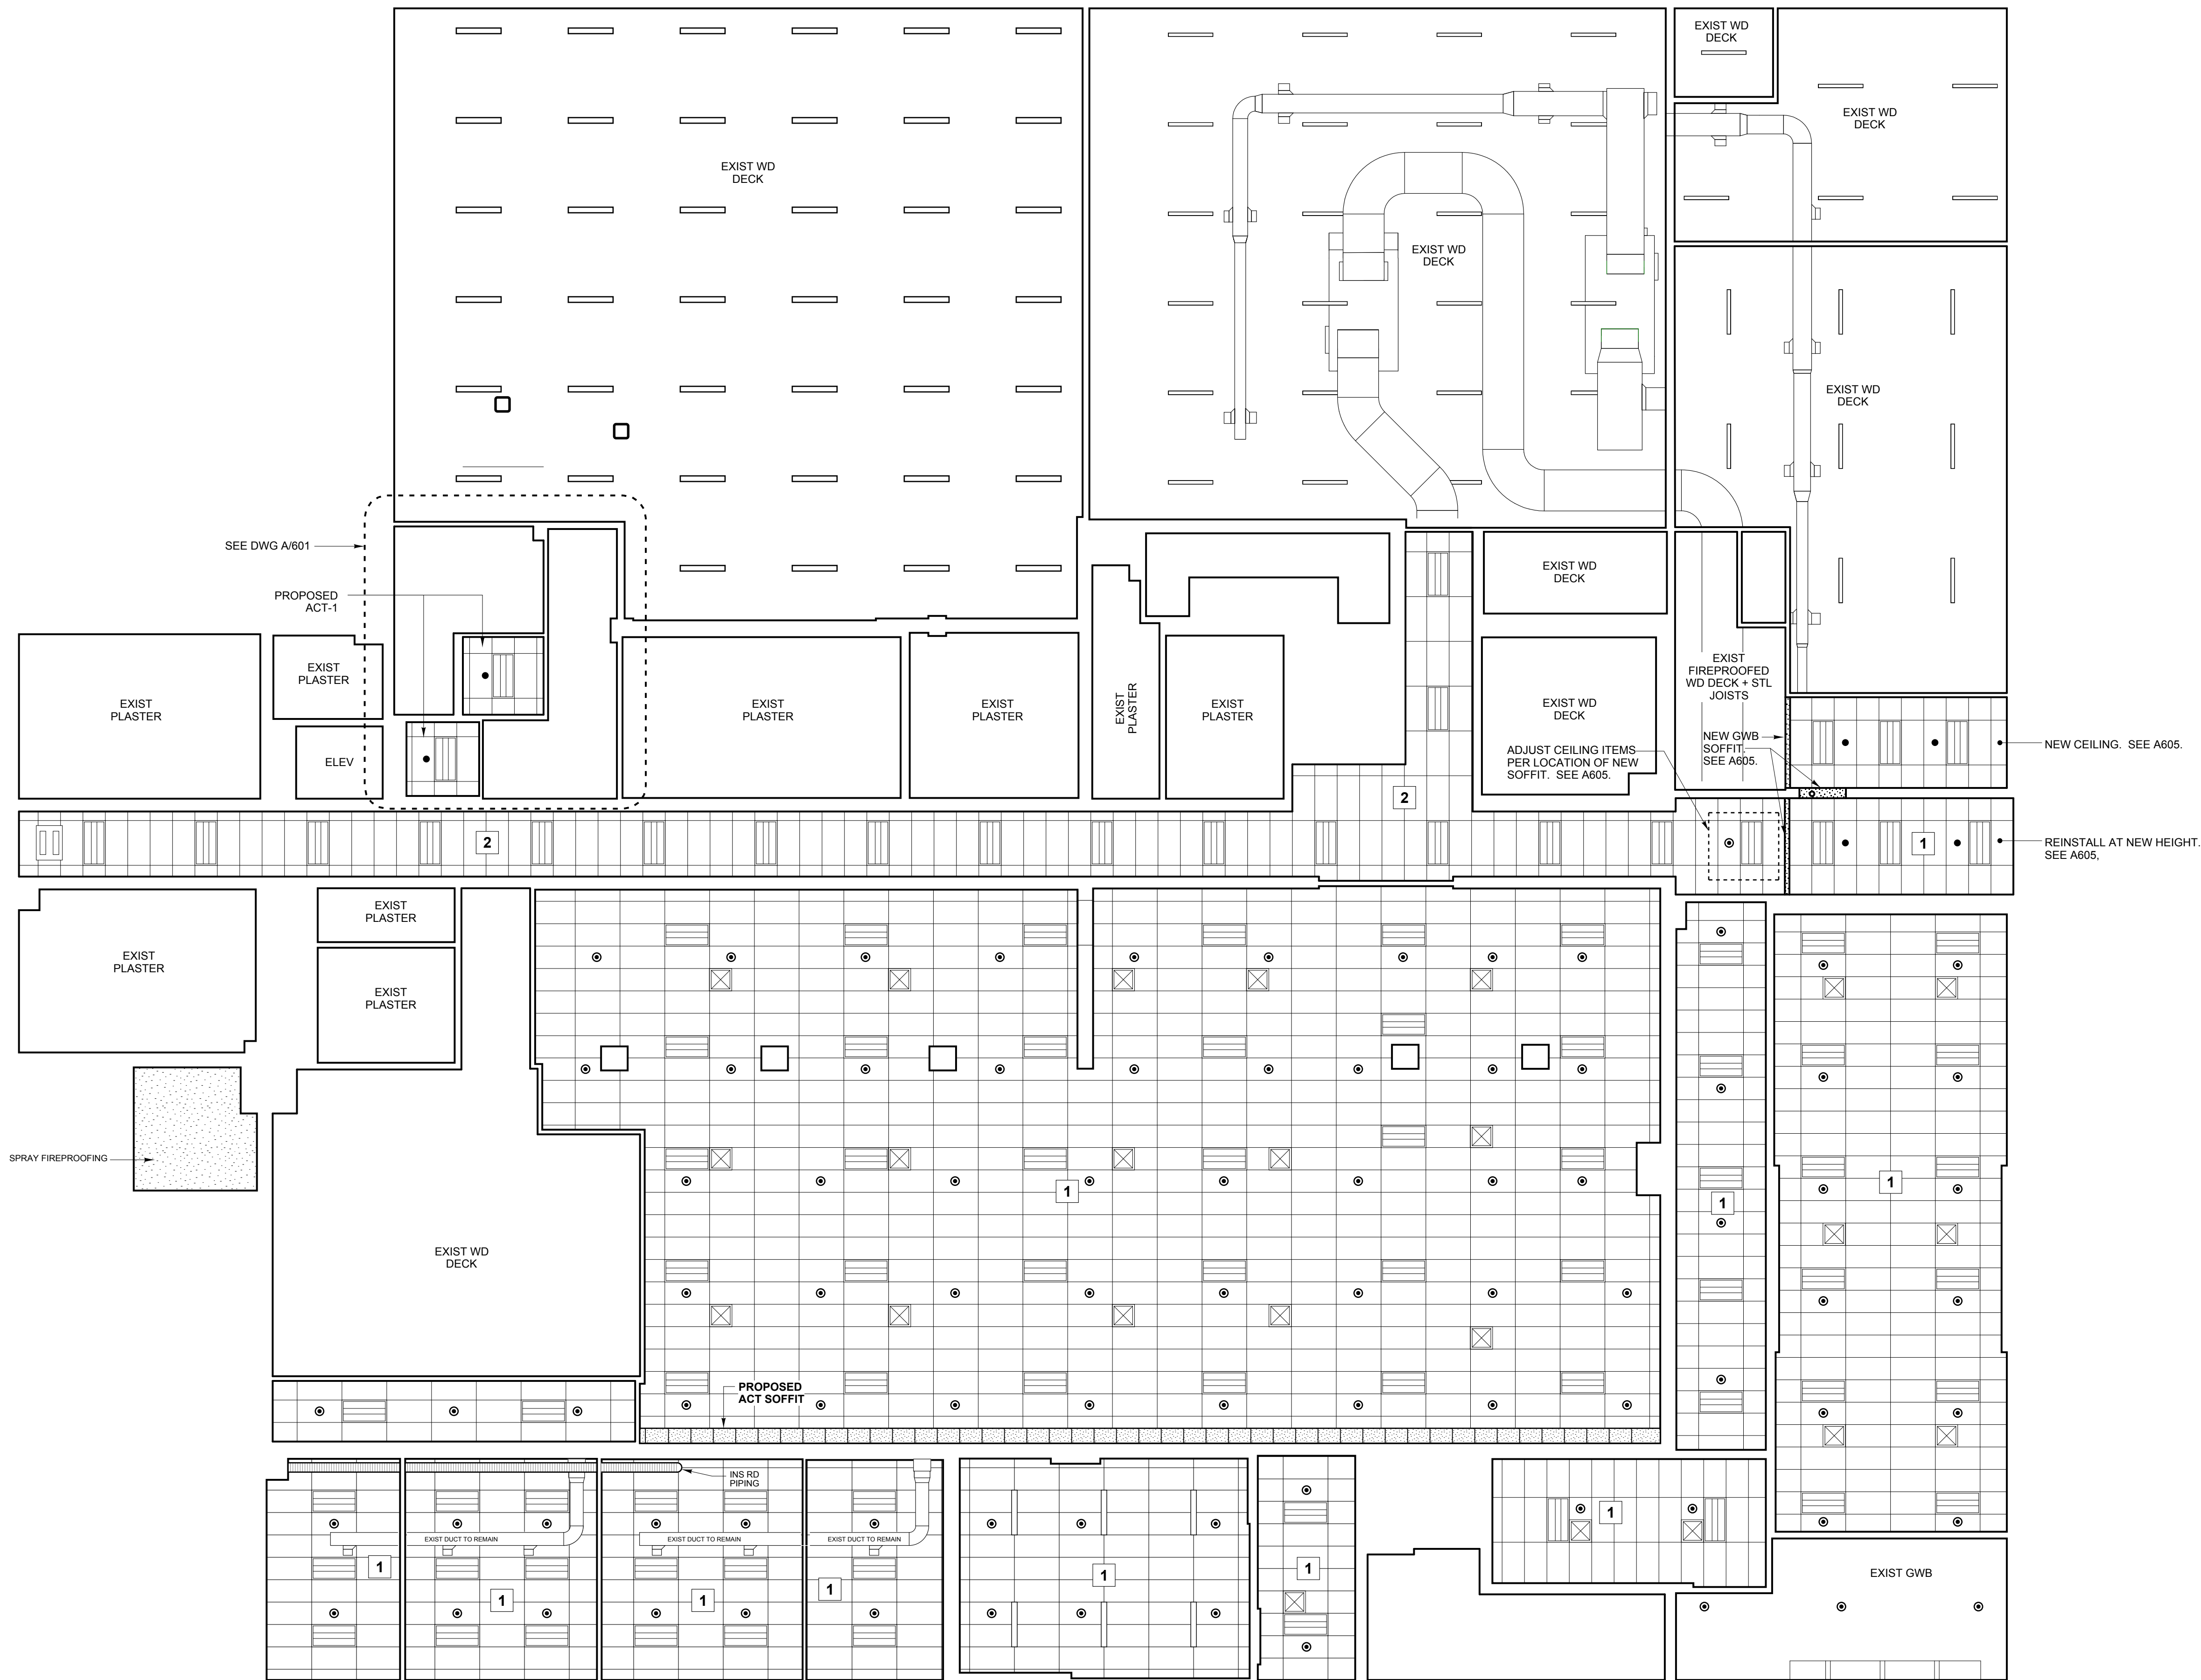 EXIST WD
DECK
EXIST WD
DECK
EXIST WD
DECK
EXIST WD
DECK
EXIST WD
DECK
SEE DWG A/601
PROPOSED
ACT-1
EXIST WD
DECK
EXIST
PLASTER
EXIST
PLASTER
ELEV
EXIST
PLASTER
EXIST
PLASTER
EXIST
PLASTER
EXIST
PLASTER
EXIST WD
DECK
EXIST
FIREPROOFED
WD DECK + STL
JOISTS
ADJUST CEILING ITEMS
PER LOCATION OF NEW
SOFFIT. SEE A605.
NEW GWB
SOFFIT.
SEE A605.
NEW CEILING. SEE A605.
2
2
1
REINSTALL AT NEW HEIGHT.
SEE A605,
EXIST
PLASTER
EXIST
PLASTER
EXIST
PLASTER
SPRAY FIREPROOFING
EXIST WD
DECK
1
1
1
PROPOSED
ACT SOFFIT
INS RD
PIPING
EXIST DUCT TO REMAIN
EXIST DUCT TO REMAIN
EXIST DUCT TO REMAIN
1
1
1
1
1
1
1
EXIST GWB